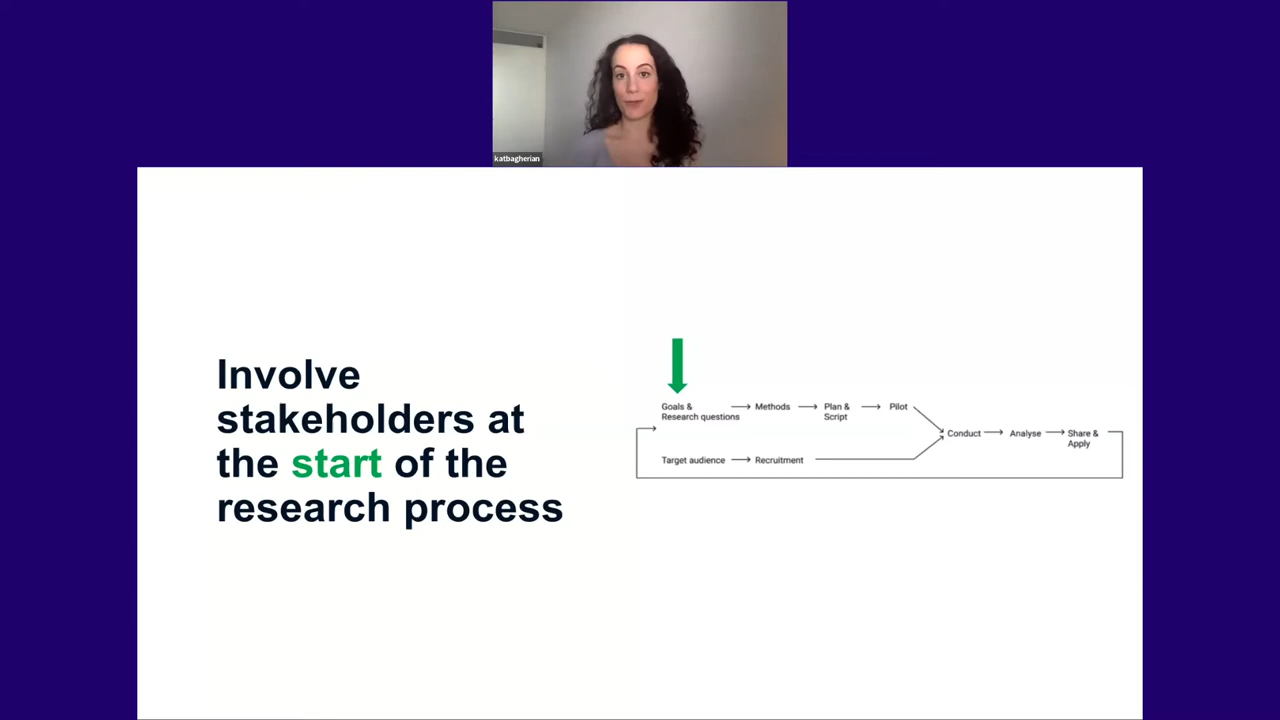 katbagherian
Involve
stakeholders at
the start of the
research process
Goals &
Research questions
Methods
Plan &
Script
Pilot
Conduct
Analyse
Share &
Apply
Target audience
Recruitment